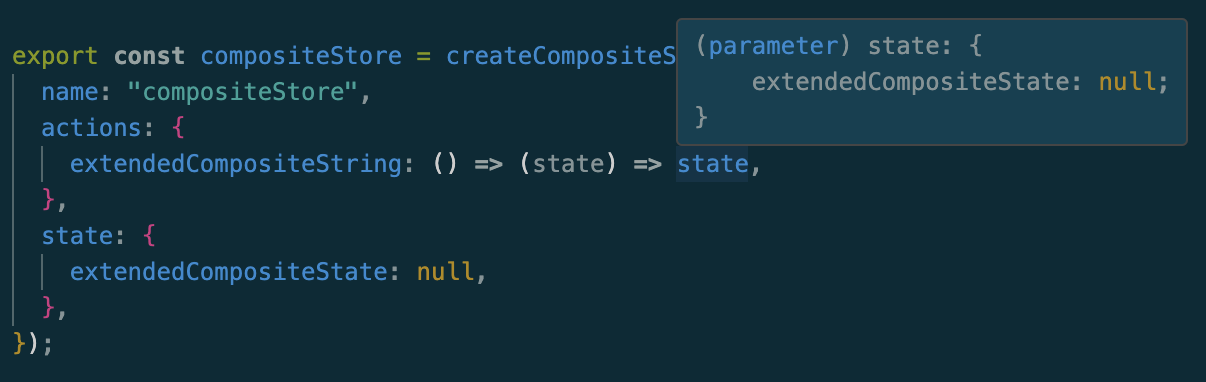 export const compositeStore = createCompositeS
name: "compositeStore",
actions: {
extendedCompositeString: () => (state) => state,
},
state: {
extendedCompositeState: null,
},
});
(parameter) state: {
extendedCompositeState: null;
}